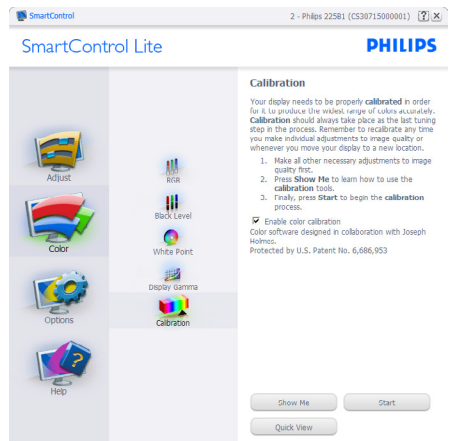 SmartControl
2 - Philips 225B1 (CS30715000001)
SmartControl Lite
PHILIPS
Adjust
Color
Options
Help
RGB
Black Level
White Point
Display Gamma
Calibration
Calibration
Your display needs to be properly calibrated in order
for it to produce the widest range of colors accurately.
Calibration should always take place as the last tuning
step in the process. Remember to recalibrate any time
you make individual adjustments to image quality or
whenever you move your display to a new location.
1. Make all other necessary adjustments to image
quality first.
2. Press Show Me to learn how to use the
calibration tools.
3. Finally, press Start to begin the calibration
process.
Enable color calibration
Color software designed in collaboration with Joseph
Holmes.
Protected by U.S. Patent No. 6,686,953
Show Me
Start
Quick View